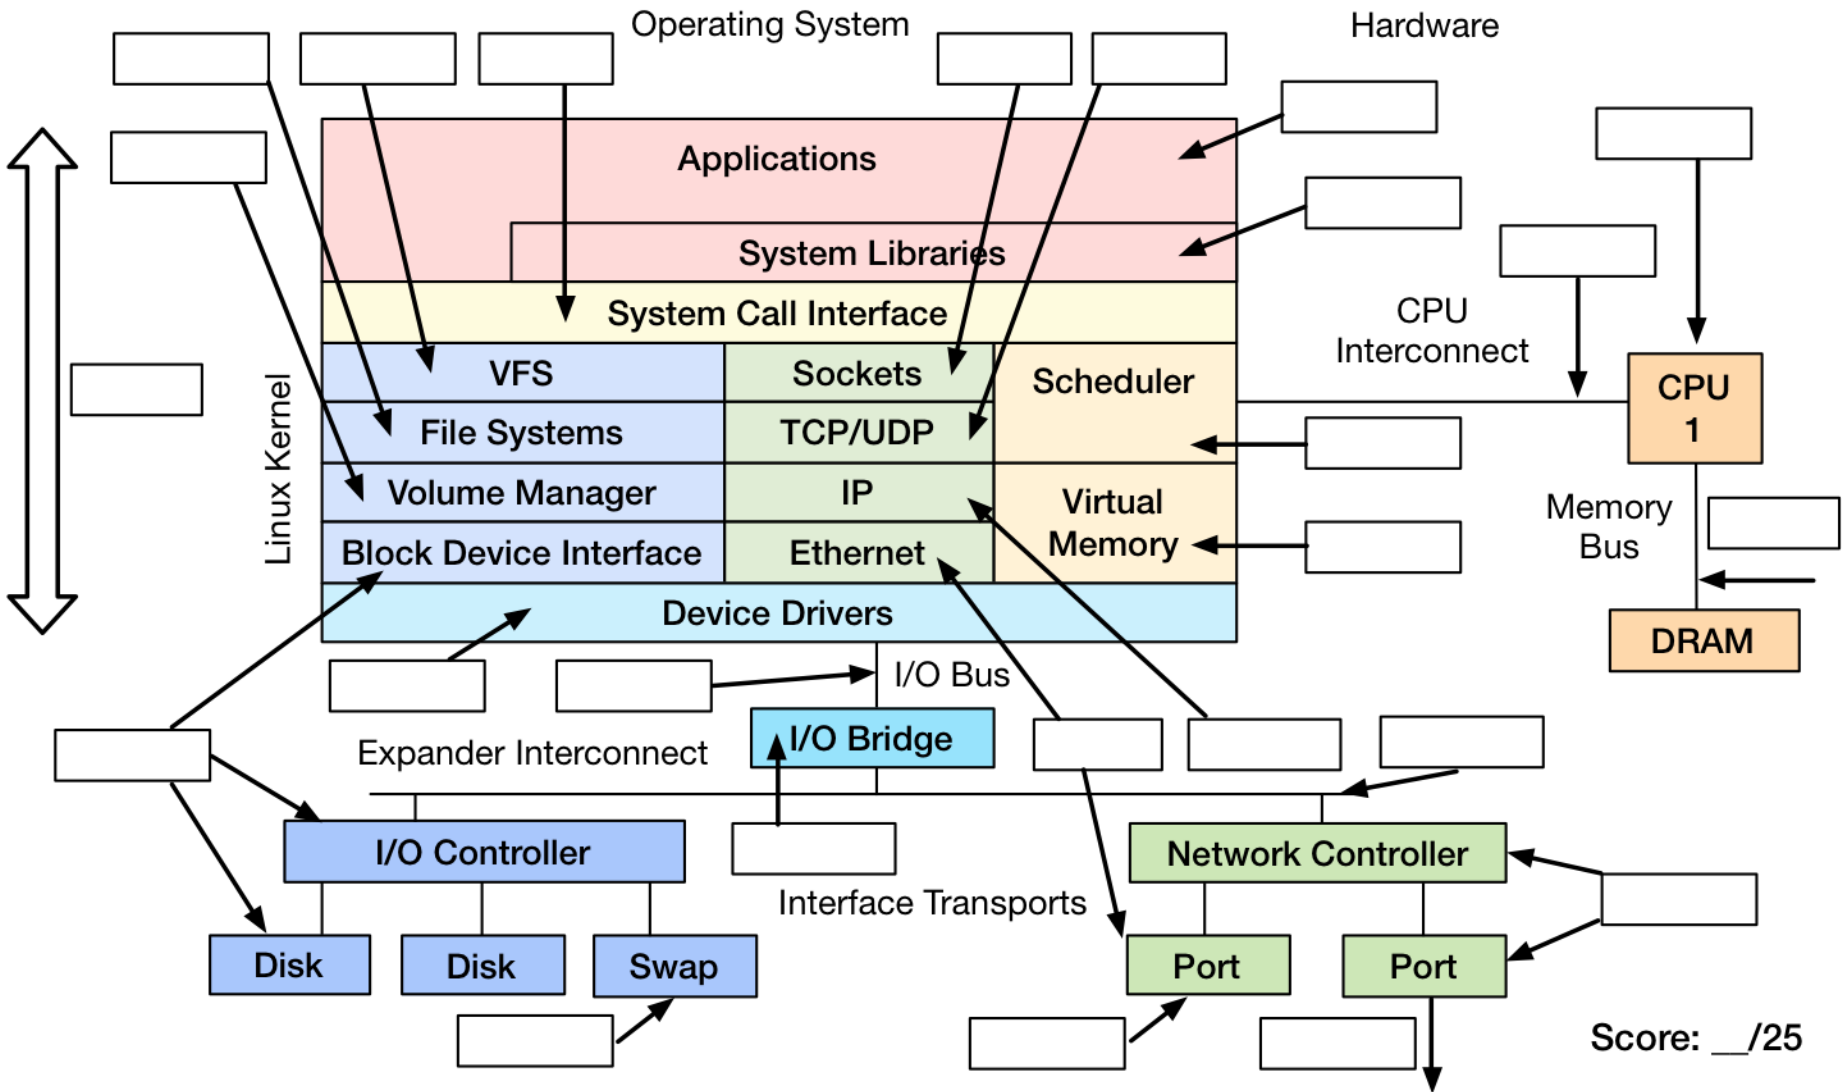 Operating System
Hardware
Applications
System Libraries
System Call Interface
CPU
Interconnect
VFS
Sockets
Scheduler
CPU
1
File Systems
TCP/UDP
Linux Kernel
Volume Manager
IP
Virtual
Memory
Memory
Bus
Block Device Interface
Ethernet
Device Drivers
DRAM
I/O Bus
Expander Interconnect
I/O Bridge
I/O Controller
Network Controller
Interface Transports
Disk
Disk
Swap
Port
Port
Score: __/25